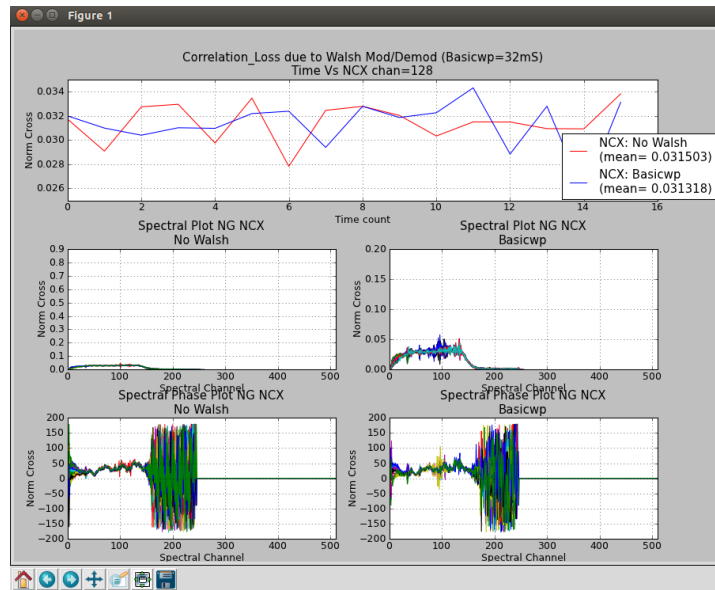 Figure 1
Correlation_Loss due to Walsh Mod/Demod (Basicwp=32mS)
Time Vs NCX chan=128
Norm Cross
0.034
0.032
0.030
0.028
0.026
0 2 4 6 8 10 11 12 14 16
Time count
NCX: No Walsh
(mean= 0.031503)
NCX: Basicwp
(mean= 0.031318)
Spectral Plot NG NCX
No Walsh
Norm Cross
0.9
0.8
0.7
0.6
0.5
0.4
0.3
0.2
0.1
0.0
0 100 200 300 400 500
Spectral Channel
Spectral Plot NG NCX
Basicwp
Norm Cross
0.20
0.15
0.10
0.05
0.00
0 100 200 300 400 500
Spectral Channel
Spectral Phase Plot NG NCX
No Walsh
Norm Cross
200
150
100
50
0
−50
−100
−150
−200
0 100 200 300 400 500
Spectral Channel
Spectral Phase Plot NG NCX
Basicwp
Norm Cross
200
150
100
50
0
−50
−100
−150
−200
0 100 200 300 400 500
Spectral Channel